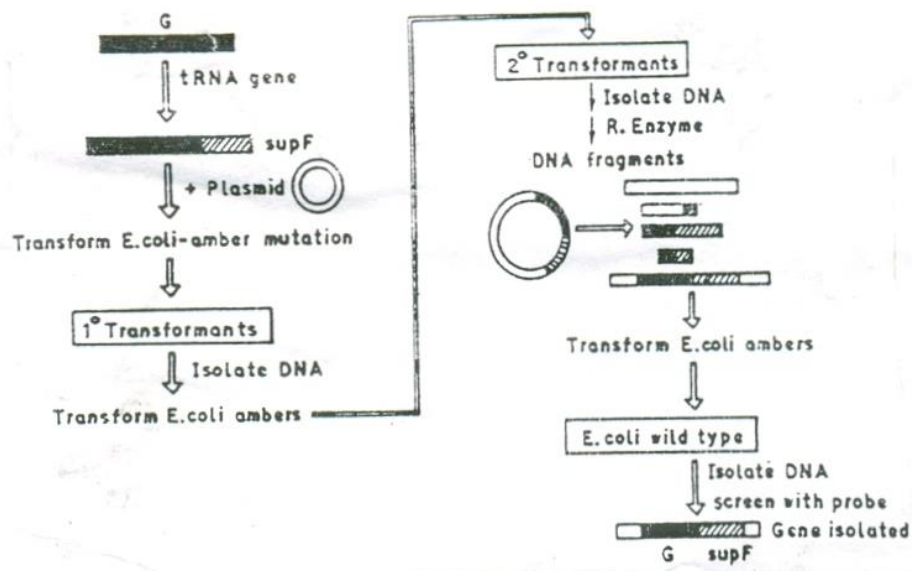 G
tRNA gene
supF
+ Plasmid
Transform E.coli-amber mutation
1° Transformants
Isolate DNA
Transform E.coli ambers
2° Transformants
Isolate DNA
R. Enzyme
DNA fragments
Transform E.coli ambers
E.coli wild type
Isolate DNA
screen with probe
Gene isolated
G supF